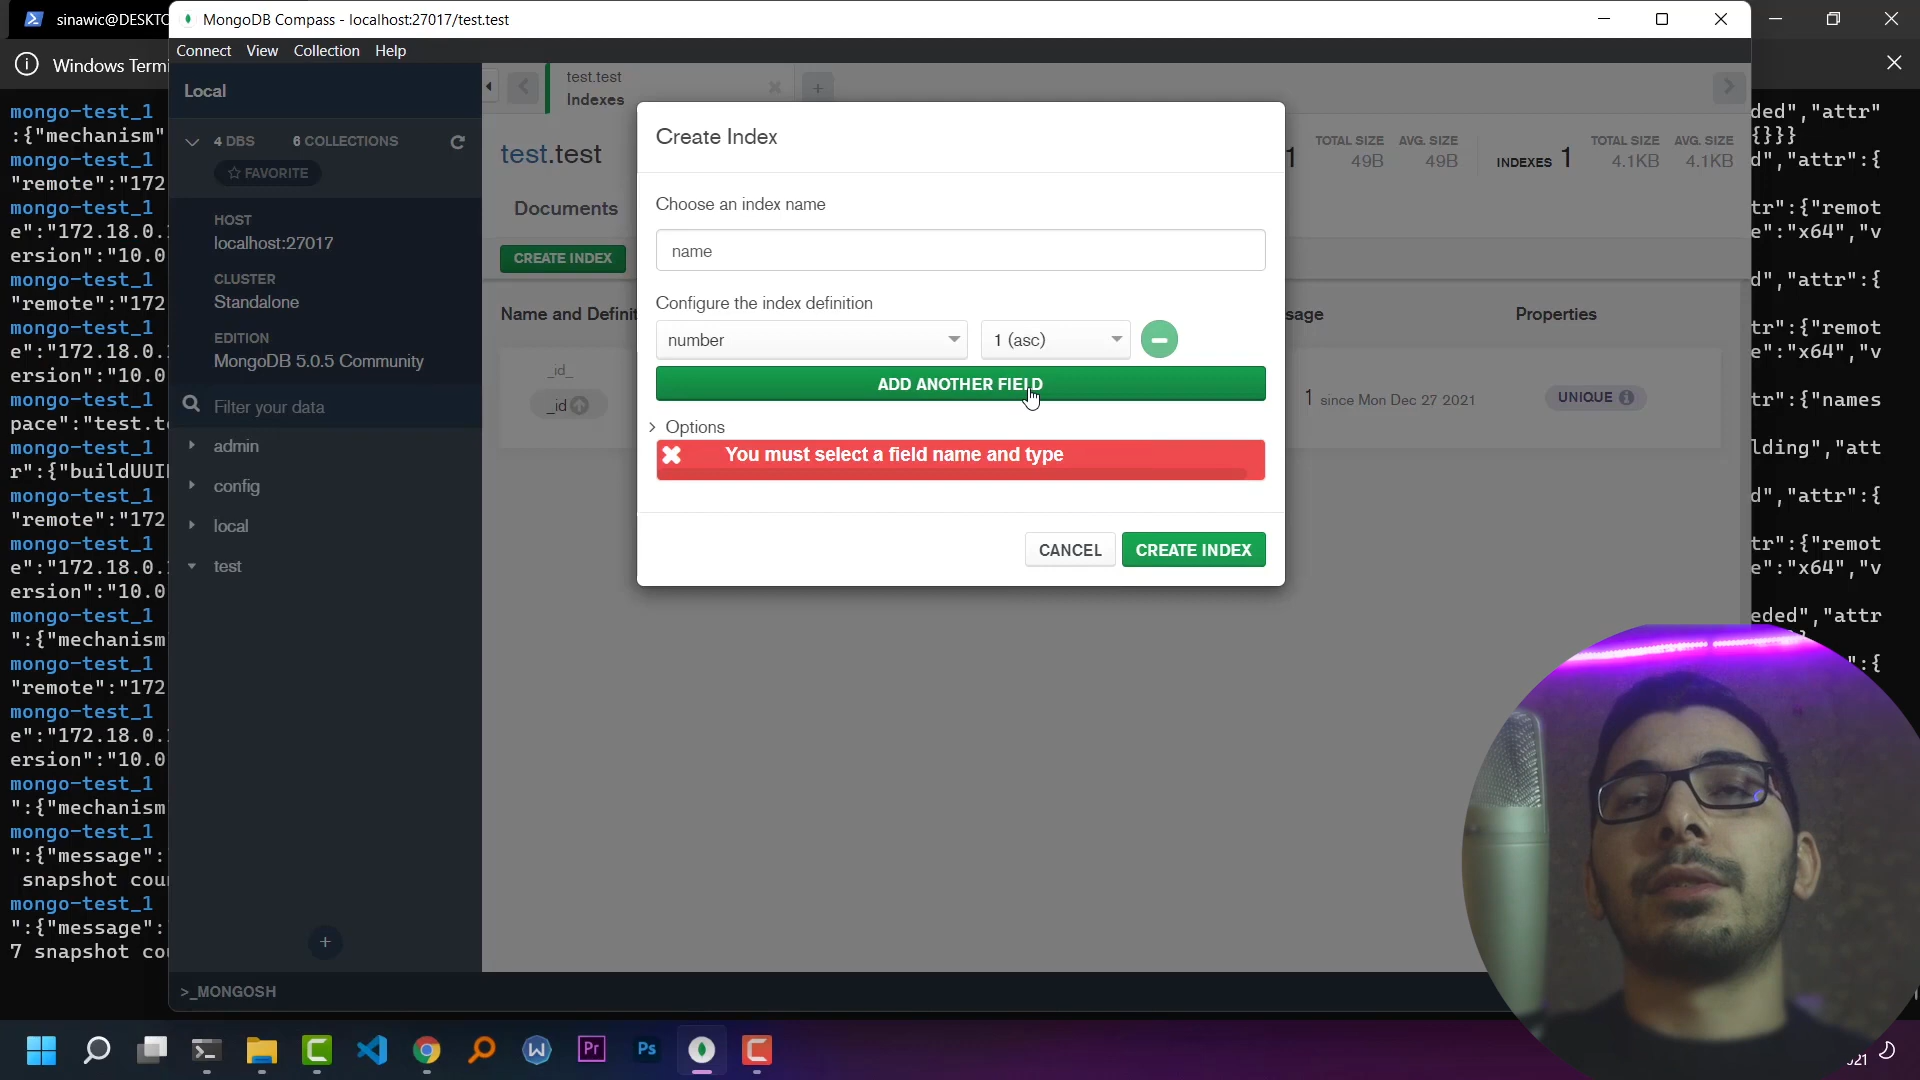 sinawic@DESKTO
MongoDB Compass - localhost:27017/test.test
Windows Termi
Connect View Collection Help
Local
test.test
Indexes
4 DBS 6 COLLECTIONS
FAVORITE
HOST
localhost:27017
CLUSTER
Standalone
EDITION
MongoDB 5.0.5 Community
Filter your data
admin
config
local
test
>_MONGOSH
test.test
TOTAL SIZE AVG. SIZE
1 49B 49B
INDEXES 1
TOTAL SIZE AVG. SIZE
4.1KB 4.1KB
Documents
CREATE INDEX
Name and Definit
sage
Properties
_id_
_id
1 since Mon Dec 27 2021
UNIQUE
Create Index
Choose an index name
name
Configure the index definition
number 1 (asc)
ADD ANOTHER FIELD
Options
You must select a field name and type
CANCEL CREATE INDEX
mongo-test_1
:{"mechanism"
mongo-test_1
"remote":"172
mongo-test_1
e":"172.18.0.
ersion":"10.0
mongo-test_1
"remote":"172
mongo-test_1
e":"172.18.0.
ersion":"10.0
mongo-test_1
pace":"test.t
mongo-test_1
r":{"buildUUI
mongo-test_1
"remote":"172
mongo-test_1
e":"172.18.0.
ersion":"10.0
mongo-test_1
":{"mechanism
mongo-test_1
"remote":"172
mongo-test_1
e":"172.18.0.
ersion":"10.0
mongo-test_1
":{"mechanism
mongo-test_1
":{"message":
snapshot cou
mongo-test_1
":{"message":
7 snapshot co
ded","attr"
{}}}
d","attr":{
tr":{"remot
e":"x64","v
d","attr":{
tr":{"remot
e":"x64","v
tr":{"names
lding","att
d","attr":{
tr":{"remot
e":"x64","v
eded","attr
":{
Pr
Ps